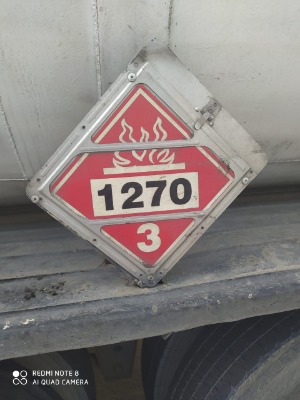 1270
3
REDMI NOTE 8
AI QUAD CAMERA